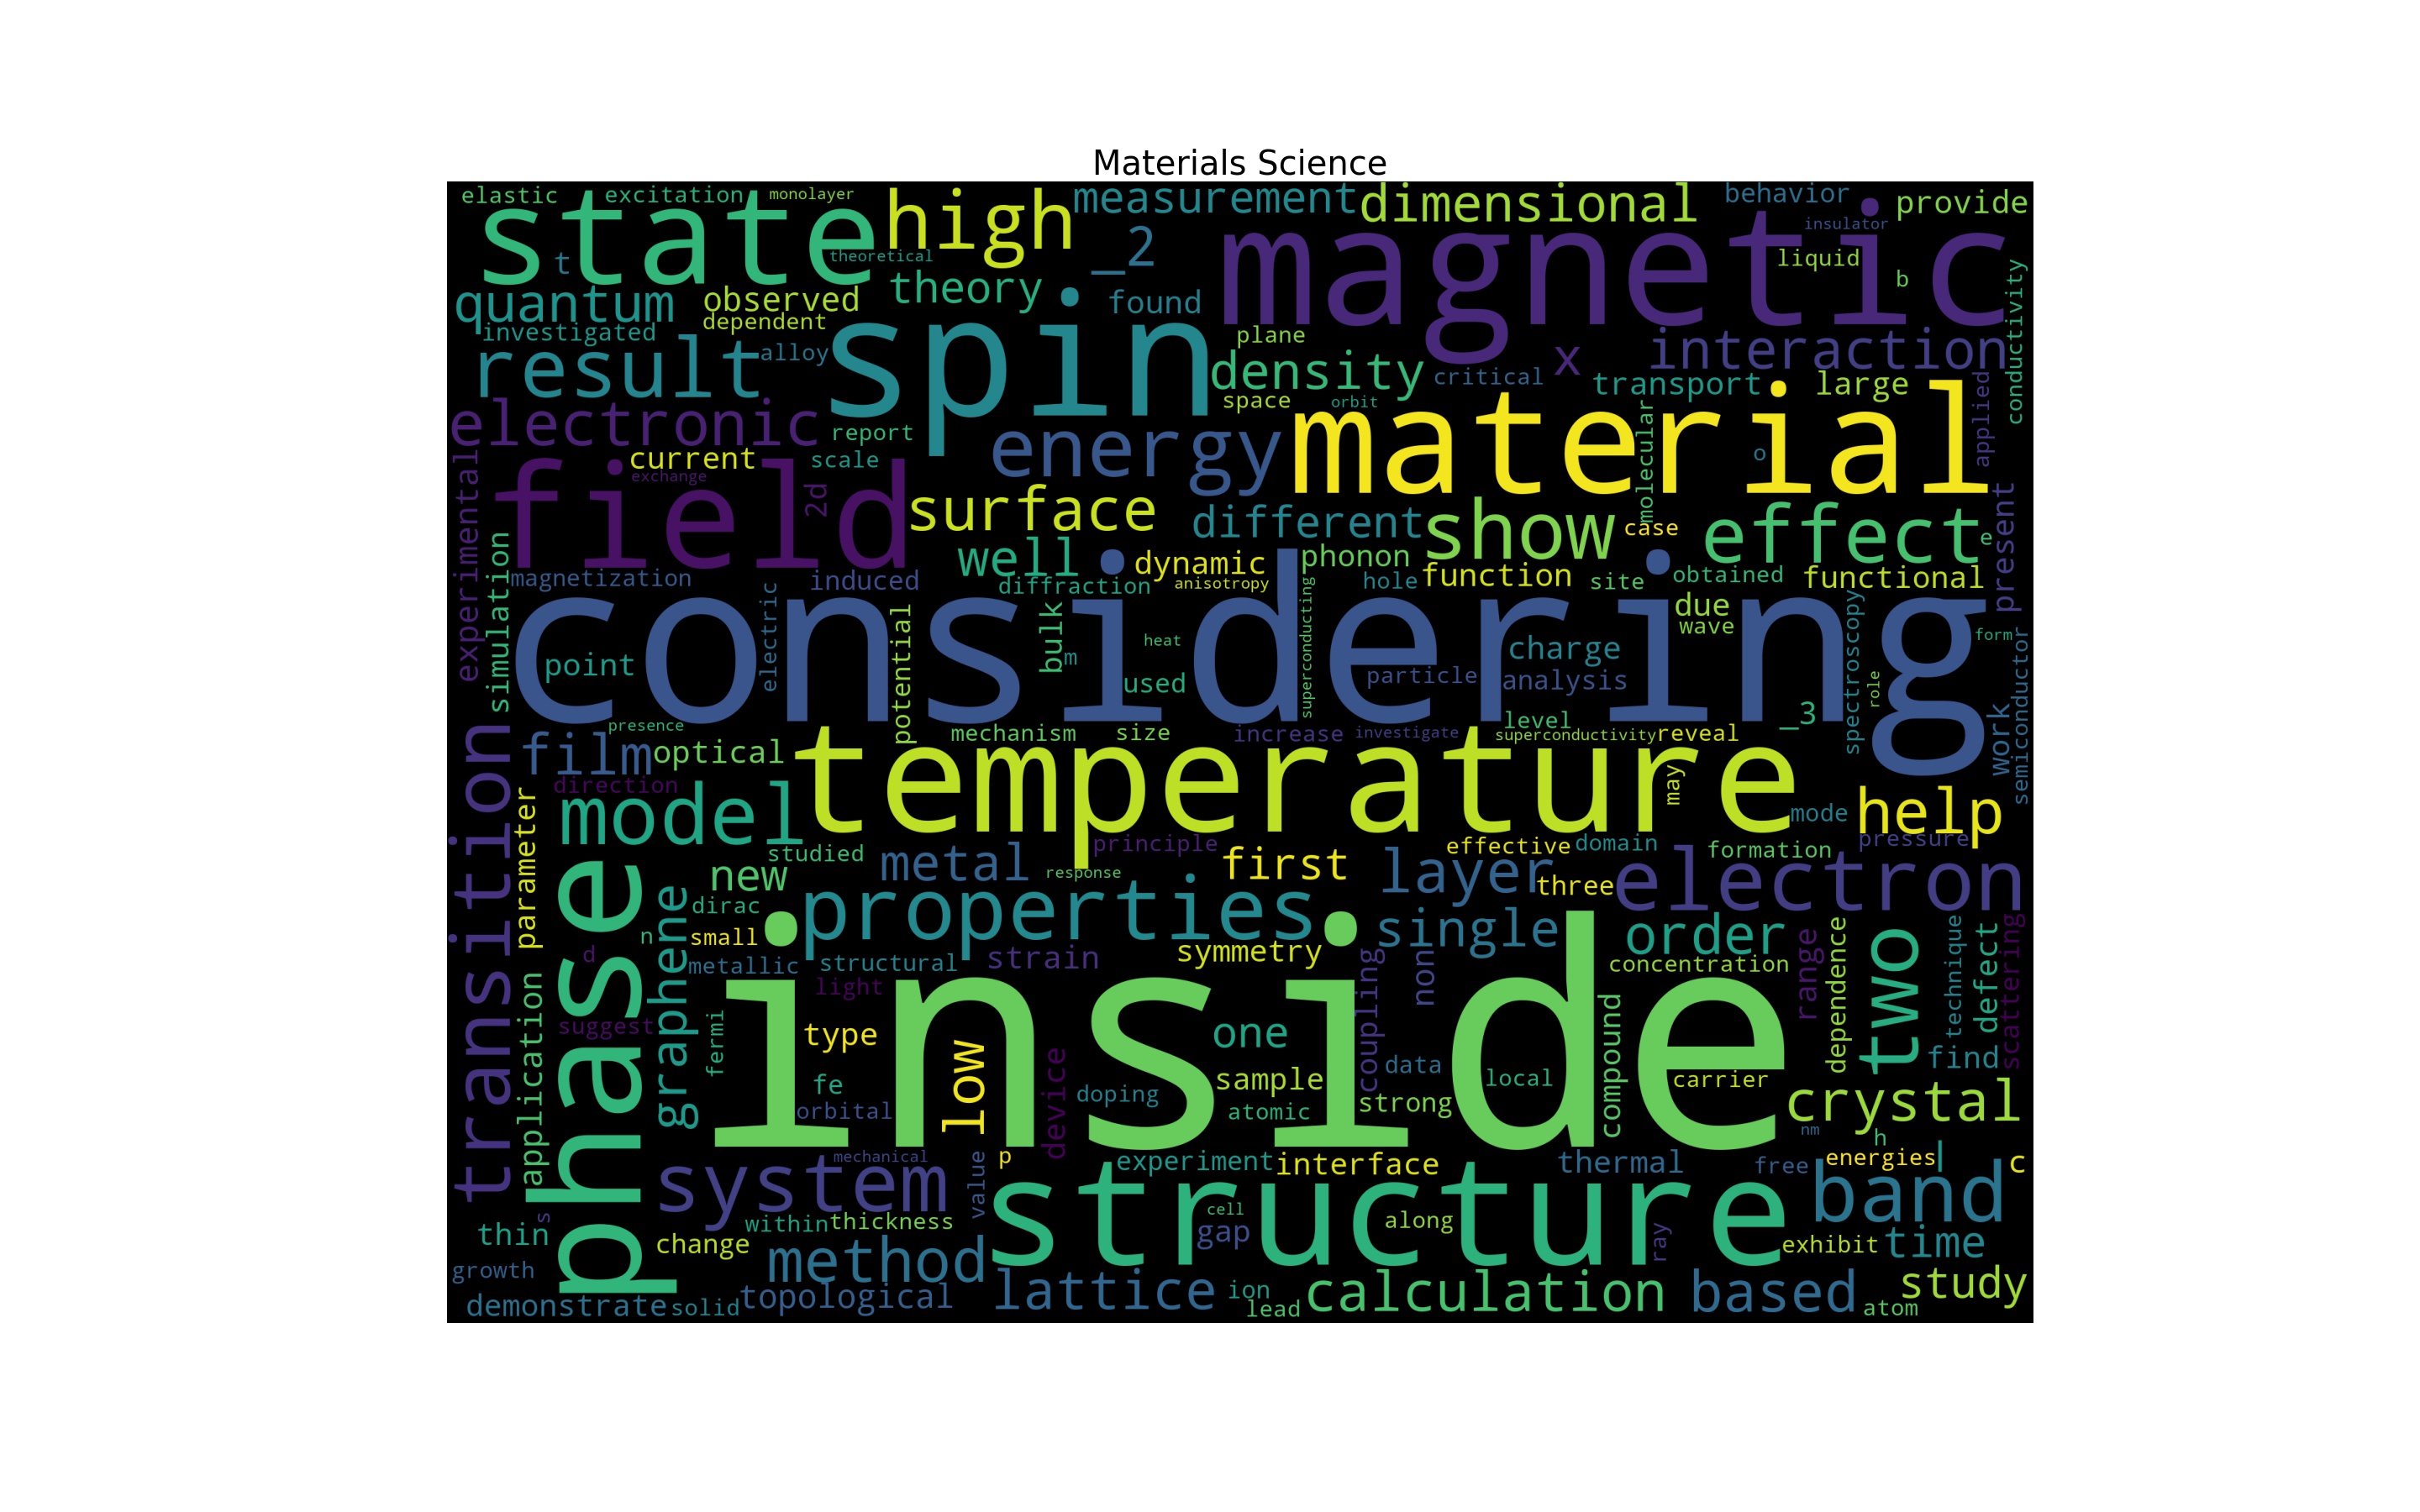 Materials Science
elastic excitation monolayer
state high measurement dimensional behavior provide
magnetic insulator
t theoretical _2 liquid b conductivity
quantum observed theory found
investigated dependent spin plane interaction
result alloy density critical x transport large
space orbit
electronic report energy material molecular applied
current scale o
exchange
experimental field 2d surface different show case effect e present
simulation well dynamic phonon
magnetization induced diffraction anisotropy hole function site obtained functional
considering
electric potential bulk heat superconducting due wave spectroscopy form
point m used particle charge analysis role semiconductor
presence mechanism size increase investigate level superconductivity reveal _3 work
transition film optical temperature
direction may mode help
parameter model principle effective domain formation pressure
studied metal response first layer three electron
phase new properties
graphene dirac single order
n small symmetry
d metallic structural strain coupling non concentration range dependence two technique defect scattering
application light inside
suggest fermi type low one compound find
fe device sample data local carrier
orbital doping atomic strong crystal
nm h
system mechanical value p experiment interface thermal free energies l c
structure band
thin s within thickness cell gap along ray exhibit time
change method
growth topological lattice ion calculation based study
demonstrate solid lead atom